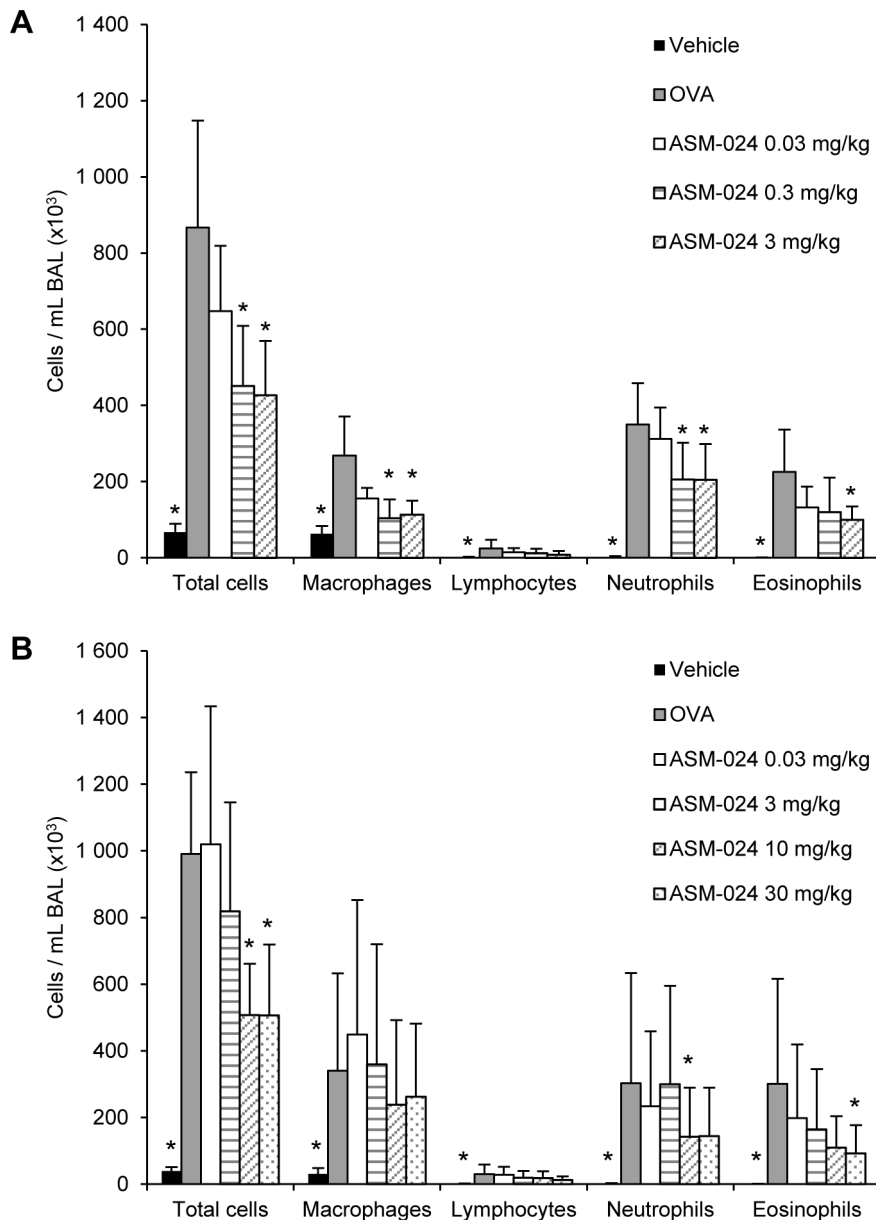 A
1 400
1 200
1 000
800
600
400
200
0
Cells / mL BAL (x10³)
Vehicle
OVA
ASM-024 0.03 mg/kg
ASM-024 0.3 mg/kg
ASM-024 3 mg/kg
* * *
* * *
*
* * *
* *
Total cells Macrophages Lymphocytes Neutrophils Eosinophils
B
1 600
1 400
1 200
1 000
800
600
400
200
0
Cells / mL BAL (x10³)
Vehicle
OVA
ASM-024 0.03 mg/kg
ASM-024 3 mg/kg
ASM-024 10 mg/kg
ASM-024 30 mg/kg
* * *
*
*
* *
* *
Total cells Macrophages Lymphocytes Neutrophils Eosinophils